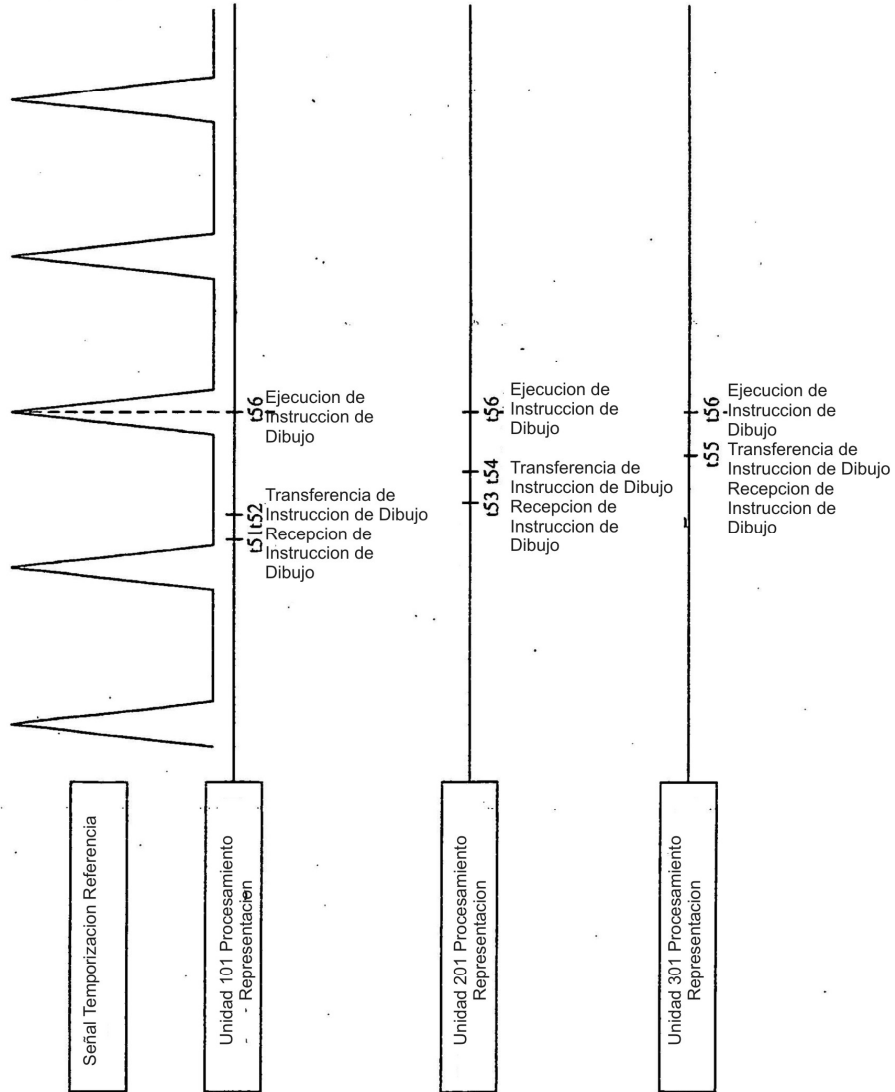 t56
Ejecucion de
Instruccion de
Dibujo
t52
Transferencia de
Instruccion de Dibujo
t51
Recepcion de
Instruccion de
Dibujo
t56
Ejecucion de
Instruccion de
Dibujo
t54
Transferencia de
Instruccion de Dibujo
t53
Recepcion de
Instruccion de
Dibujo
t56
Ejecucion de
Instruccion de
Dibujo
t55
Transferencia de
Instruccion de Dibujo
Recepcion de
Instruccion de
Dibujo
Señal Temporizacion Referencia
Unidad 101 Procesamiento
Representacion
Unidad 201 Procesamiento
Representacion
Unidad 301 Procesamiento
Representacion